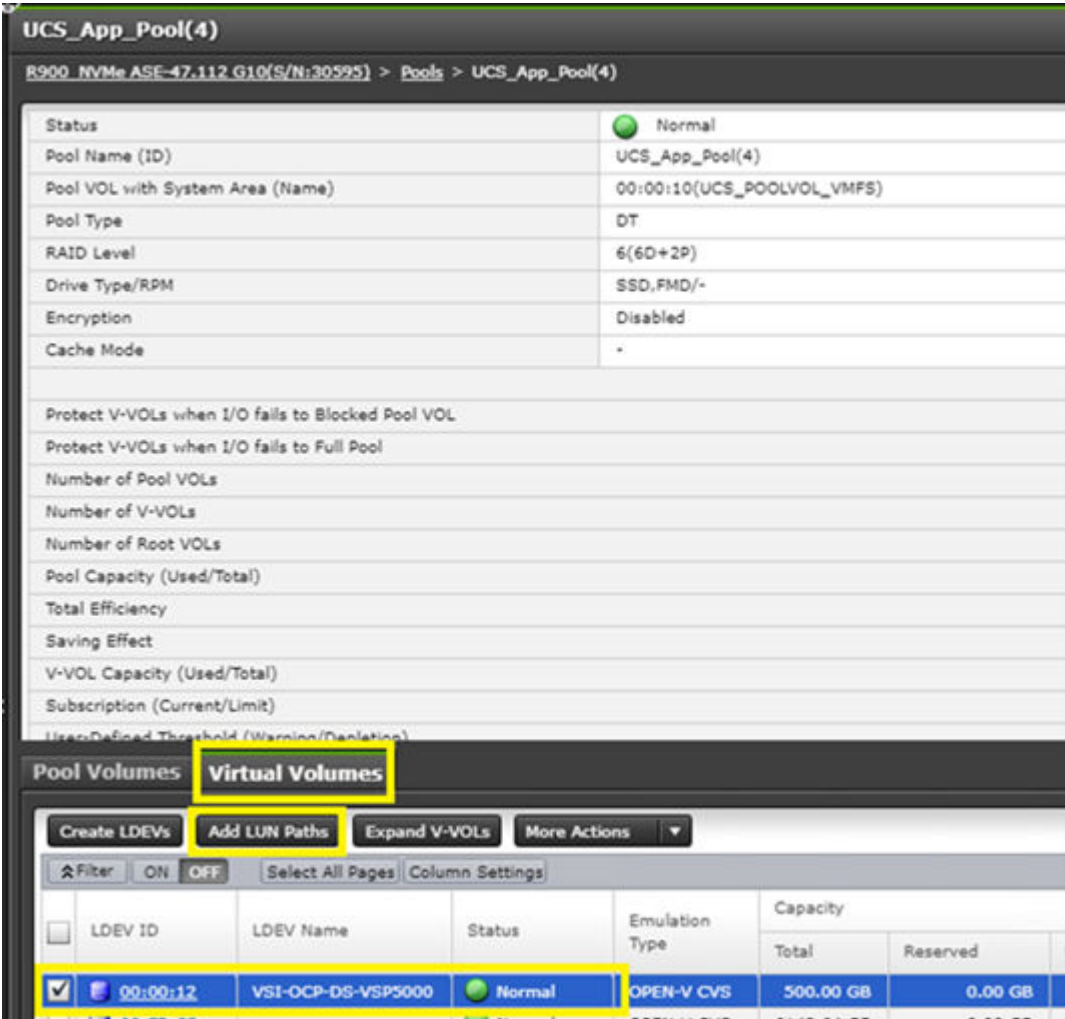 UCS_App_Pool(4)
R900_NVMe ASE-47.112 G10(S/N:30595) > Pools > UCS_App_Pool(4)
Status Normal
Pool Name (ID) UCS_App_Pool(4)
Pool VOL with System Area (Name) 00:00:10(UCS_POOLVOL_VMFS)
Pool Type DT
RAID Level 6(6D+2P)
Drive Type/RPM SSD,FMD/-
Encryption Disabled
Cache Mode -
Protect V-VOLs when I/O fails to Blocked Pool VOL
Protect V-VOLs when I/O fails to Full Pool
Number of Pool VOLs
Number of V-VOLs
Number of Root VOLs
Pool Capacity (Used/Total)
Total Efficiency
Saving Effect
V-VOL Capacity (Used/Total)
Subscription (Current/Limit)
User-Defined Threshold (Warning/Depletion)
Pool Volumes Virtual Volumes
Create LDEVs Add LUN Paths Expand V-VOLs More Actions
Filter ON OFF Select All Pages Column Settings
LDEV ID LDEV Name Status Emulation Type Capacity
Total Reserved
00:00:12 VSI-OCP-DS-VSP5000 Normal OPEN-V CVS 500.00 GB 0.00 GB